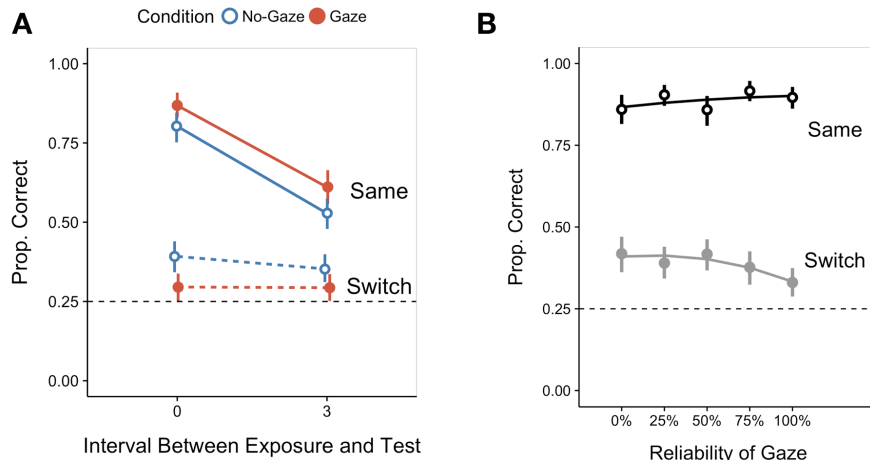 A
Condition No-Gaze Gaze
Prop. Correct
1.00
0.75
0.50
0.25
0.00
Same
Switch
0 3
Interval Between Exposure and Test
B
Prop. Correct
1.00
0.75
0.50
0.25
0.00
Same
Switch
0% 25% 50% 75% 100%
Reliability of Gaze